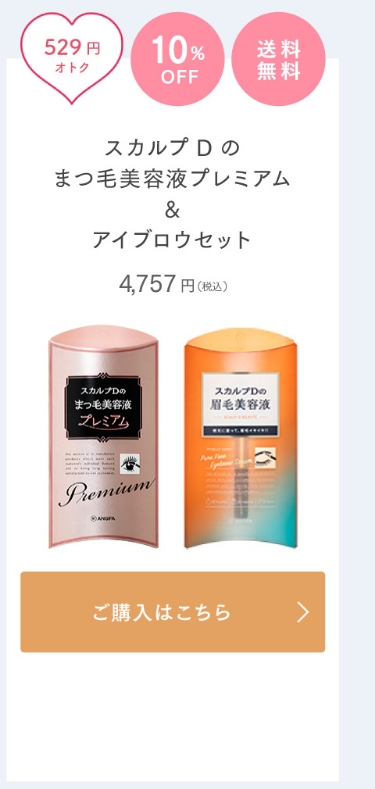 529円
オトク
10%
OFF
送料
無料
スカルプ D の
まつ毛美容液プレミアム
&
アイブロウセット
4,757円(税込)
スカルプDの
まつ毛美容液
プレミアム
Premium
ANGFA
スカルプDの
眉毛美容液
Pure Free
Eyebrow Serum
ご購入はこちら